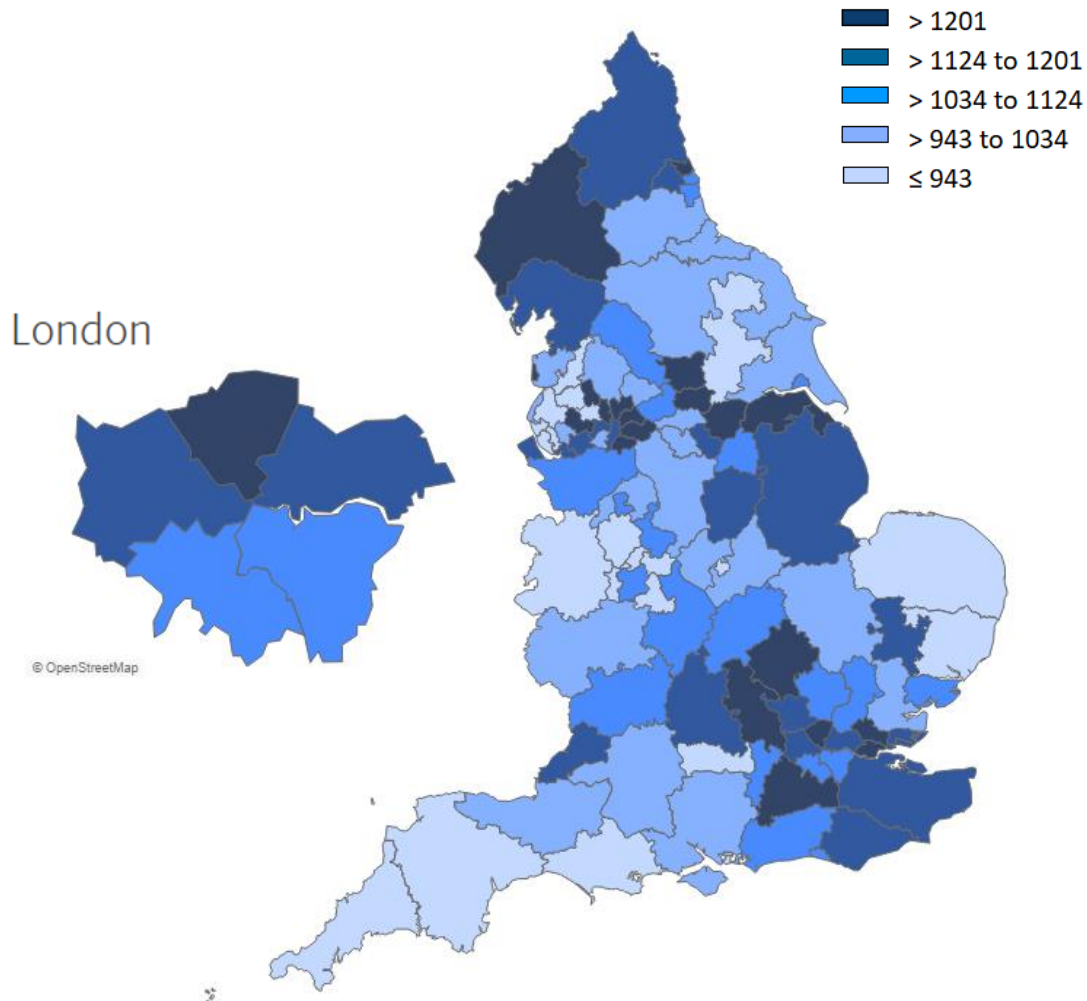 > 1201
> 1124 to 1201
> 1034 to 1124
> 943 to 1034
≤ 943
London
© OpenStreetMap